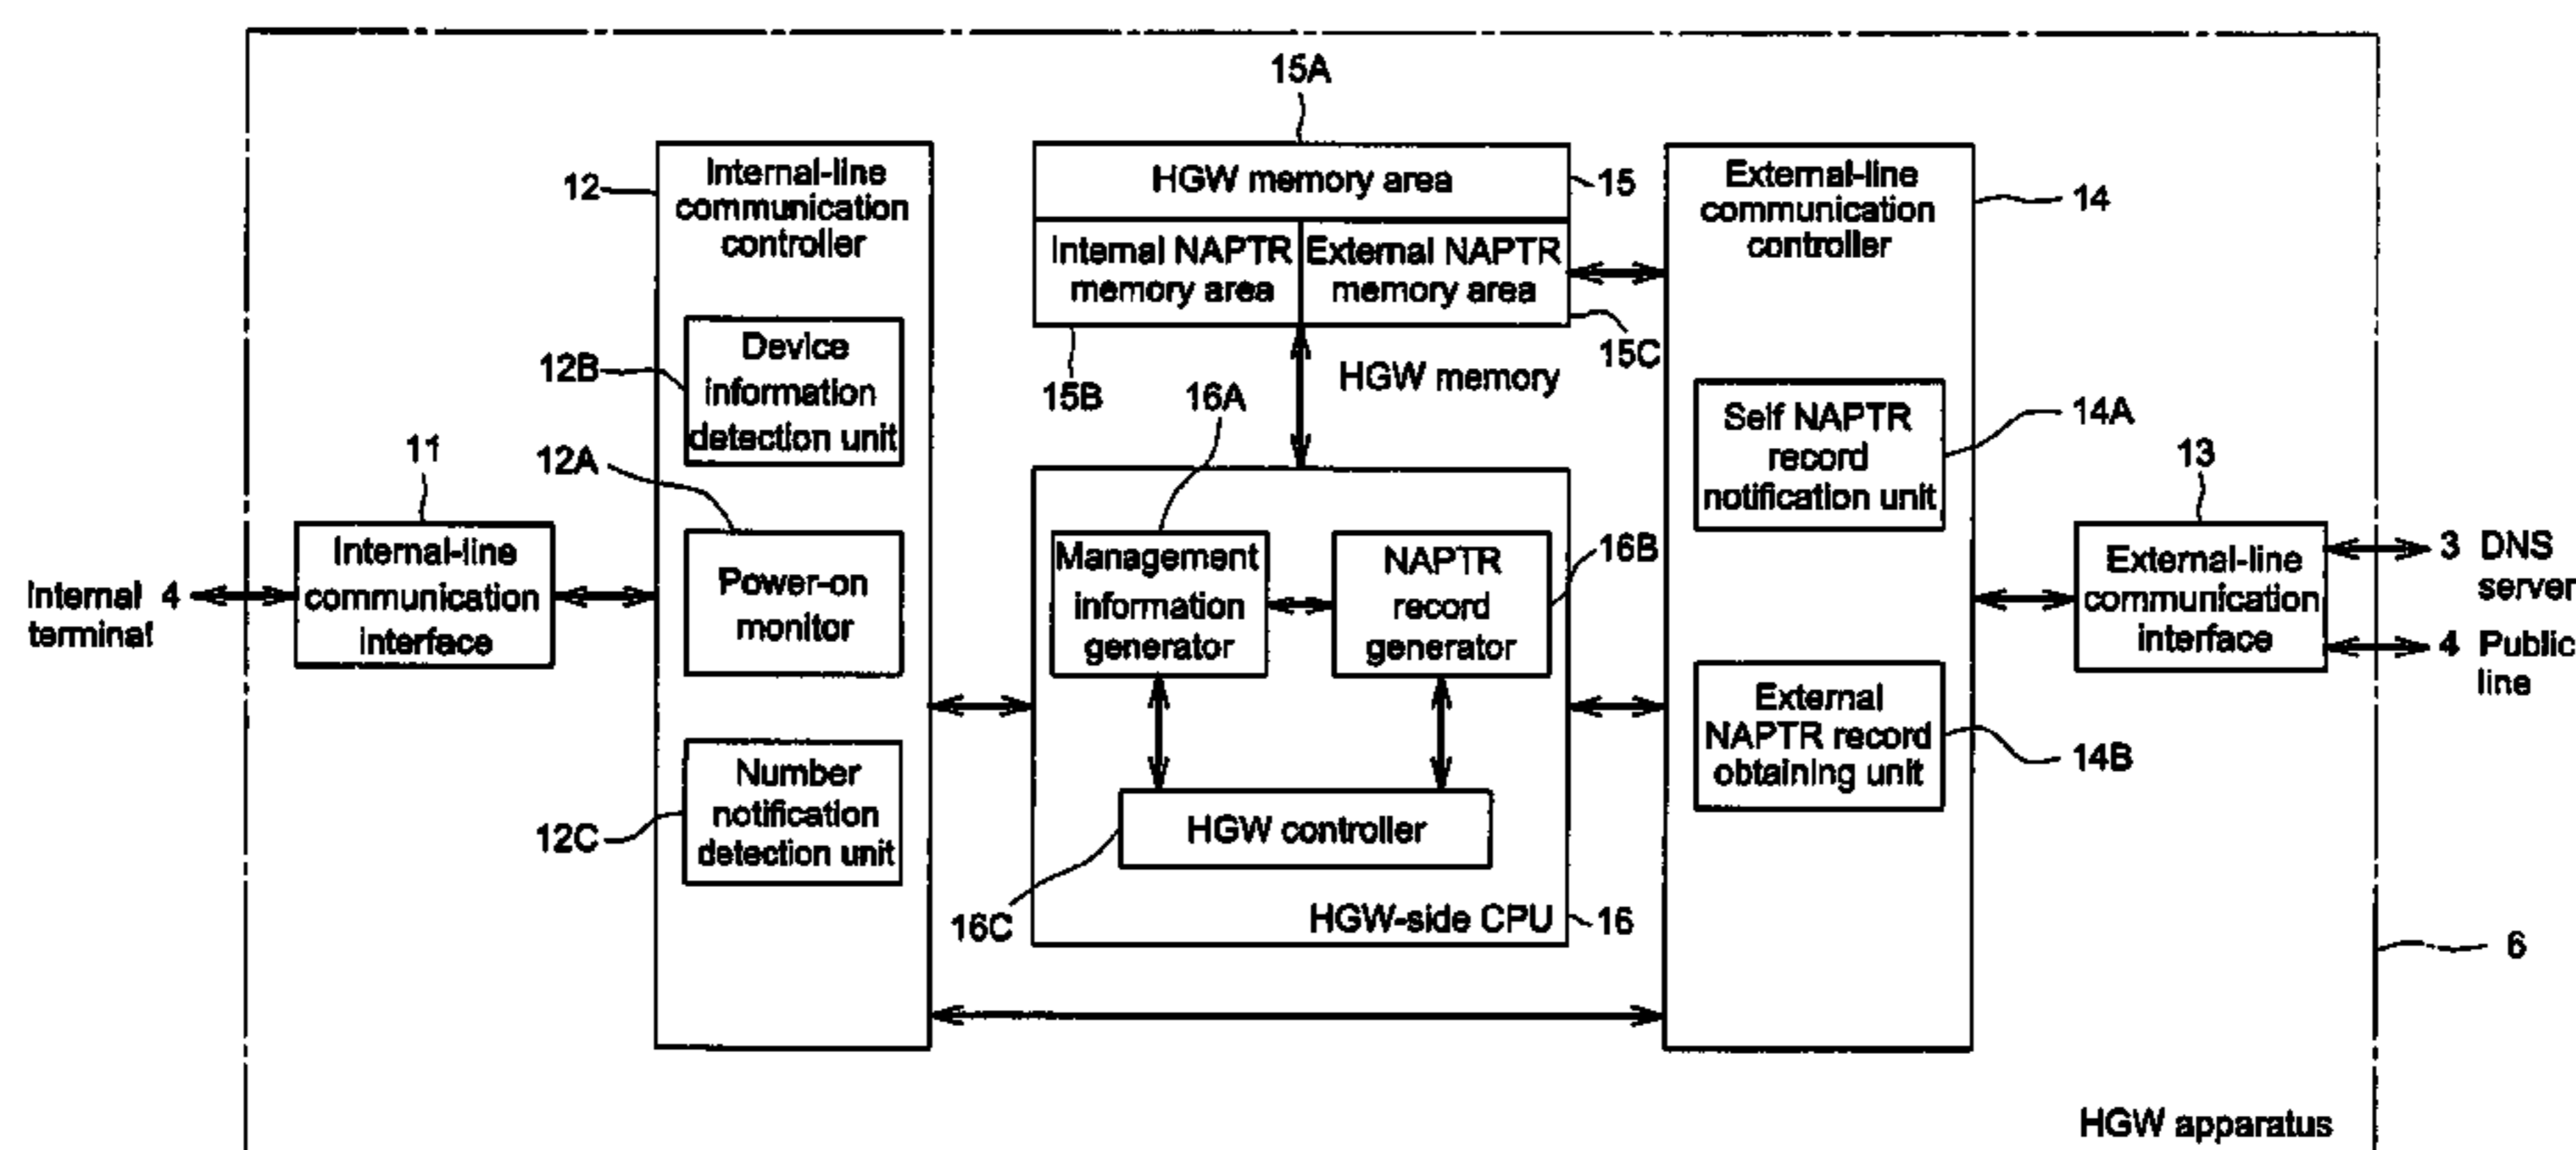 15A
12
Internal-line
communication
controller
HGW memory area
15
External-line
communication
controller
14
Internal NAPTR
memory area
External NAPTR
memory area
15B
15C
HGW memory
12B
Device
information
detection unit
16A
Self NAPTR
record
notification unit
14A
11
12A
13
Internal
terminal
4
Internal-line
communication
interface
Power-on
monitor
Management
information
generator
NAPTR
record
generator
16B
External-line
communication
interface
3 DNS
server
4 Public
line
External
NAPTR record
obtaining unit
14B
12C
Number
notification
detection unit
HGW controller
16C
HGW-side CPU
16
6
HGW apparatus